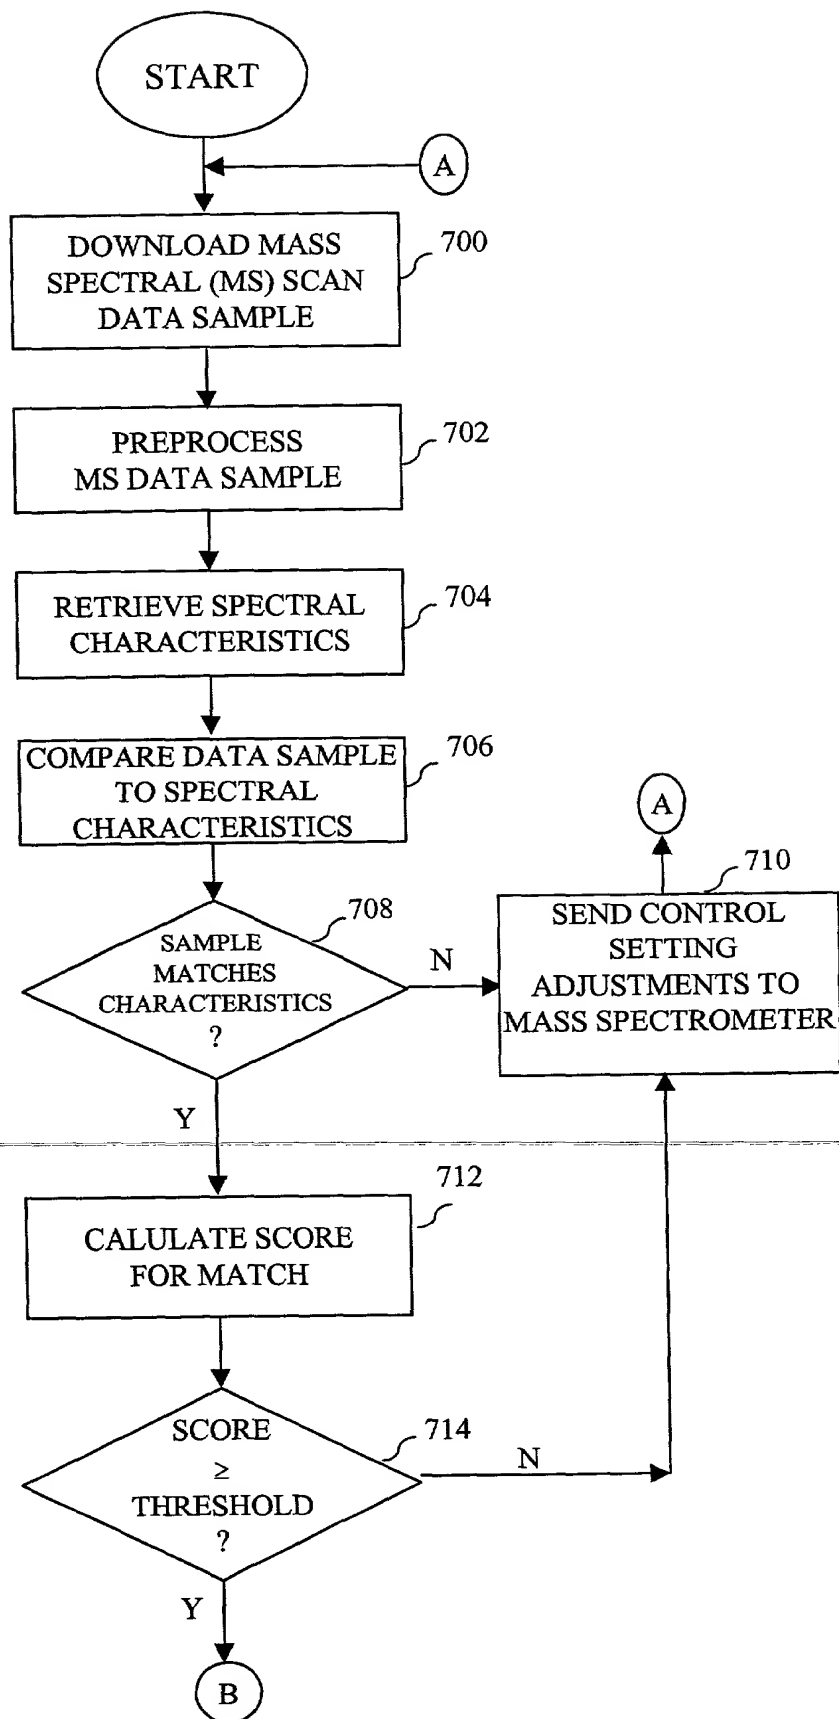 START
A
DOWNLOAD MASS
SPECTRAL (MS) SCAN
DATA SAMPLE
700
PREPROCESS
MS DATA SAMPLE
702
RETRIEVE SPECTRAL
CHARACTERISTICS
704
COMPARE DATA SAMPLE
TO SPECTRAL
CHARACTERISTICS
706
SAMPLE
MATCHES
CHARACTERISTICS
?
708
N
A
710
SEND CONTROL
SETTING
ADJUSTMENTS TO
MASS SPECTROMETER
Y
CALULATE SCORE
FOR MATCH
712
SCORE
≥
THRESHOLD
?
714
N
Y
B